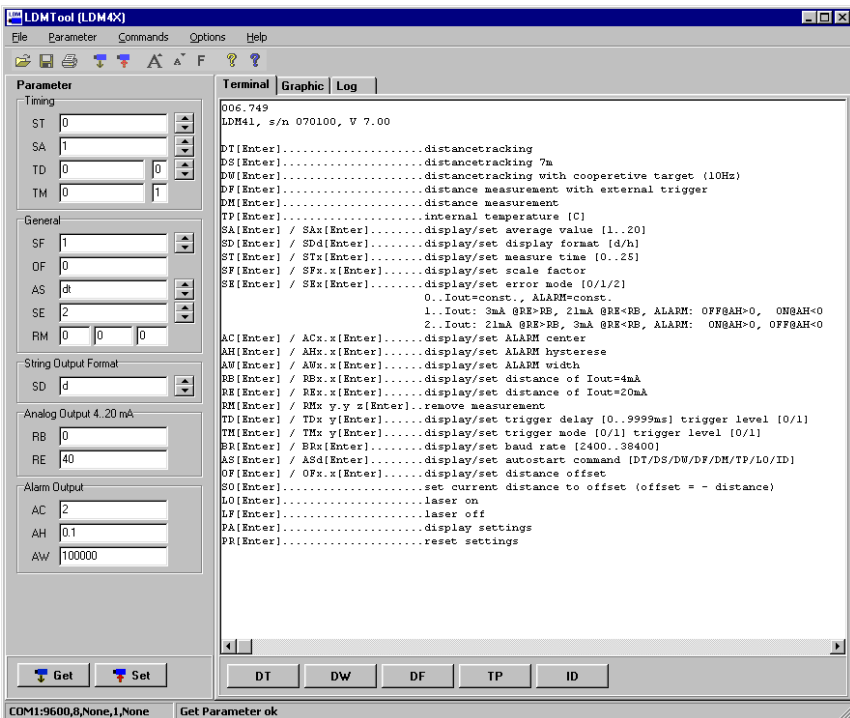 LDMTool (LDM4X)
File Parameter Commands Options Help
A A F ? ?
Parameter
Timing
ST 0
SA 1
TD 0 0
TM 0 1
General
SF 1
OF 0
AS dt
SE 2
RM 0 0 0
String Output Format
SD d
Analog Output 4..20 mA
RB 0
RE 40
Alarm Output
AC 2
AH 0.1
AW 100000
Get Set
Terminal Graphic Log
006.749
LDM41, s/n 070100, V 7.00
DT[Enter].....................distancetracking
DS[Enter].....................distancetracking 7m
DW[Enter].....................distancetracking with cooperetive target (10Hz)
DF[Enter].....................distance measurement with external trigger
DM[Enter].....................distance measurement
TP[Enter].....................internal temperature [C]
SA[Enter] / SAx[Enter]........display/set average value [1..20]
SD[Enter] / SDd[Enter]........display/set display format [d/h]
ST[Enter] / STx[Enter]........display/set measure time [0..25]
SF[Enter] / SFx.x[Enter]......display/set scale factor
SE[Enter] / SEx[Enter]........display/set error mode [0/1/2]
0..Iout=const., ALARM=const.
1..Iout: 3mA @RE>RB, 21mA @RE<RB, ALARM: OFF@AH>0, ON@AH<0
2..Iout: 21mA @RE>RB, 3mA @RE<RB, ALARM: ON@AH>0, OFF@AH<0
AC[Enter] / ACx.x[Enter]......display/set ALARM center
AH[Enter] / AHx.x[Enter]......display/set ALARM hysterese
AW[Enter] / AWx.x[Enter]......display/set ALARM width
RB[Enter] / RBx.x[Enter]......display/set distance of Iout=4mA
RE[Enter] / REx.x[Enter]......display/set distance of Iout=20mA
RM[Enter] / RMx y.y z[Enter]..remove measurement
TD[Enter] / TDx y[Enter]......display/set trigger delay [0..9999ms] trigger level [0/1]
TM[Enter] / TMx y[Enter]......display/set trigger mode [0/1] trigger level [0/1]
BR[Enter] / BRx[Enter]........display/set baud rate [2400..38400]
AS[Enter] / ASd[Enter]........display/set autostart command [DT/DS/DW/DF/DM/TP/LO/ID]
OF[Enter] / OFx.x[Enter]......display/set distance offset
SO[Enter].....................set current distance to offset (offset = - distance)
LO[Enter].....................laser on
LF[Enter].....................laser off
PA[Enter].....................display settings
PR[Enter].....................reset settings
DT DW DF TP ID
COM1:9600,8,None,1,None Get Parameter ok